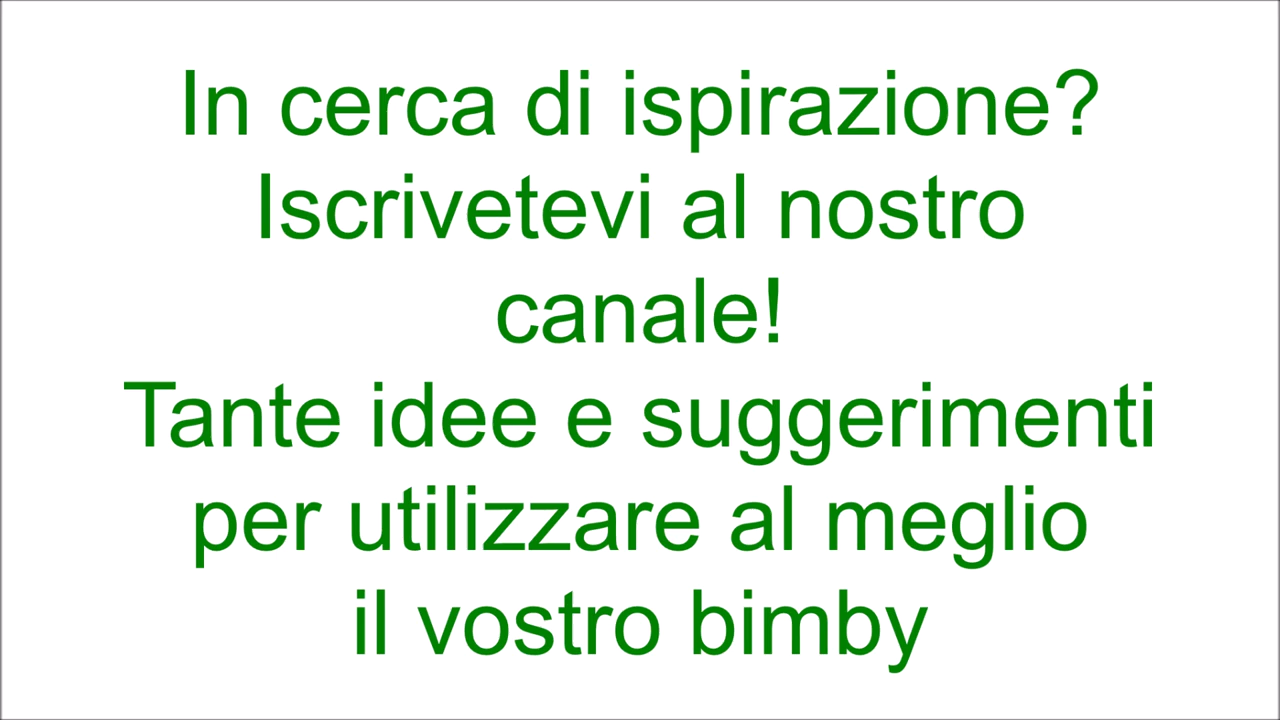 In cerca di ispirazione?
Iscrivetevi al nostro
canale!
Tante idee e suggerimenti
per utilizzare al meglio
il vostro bimby